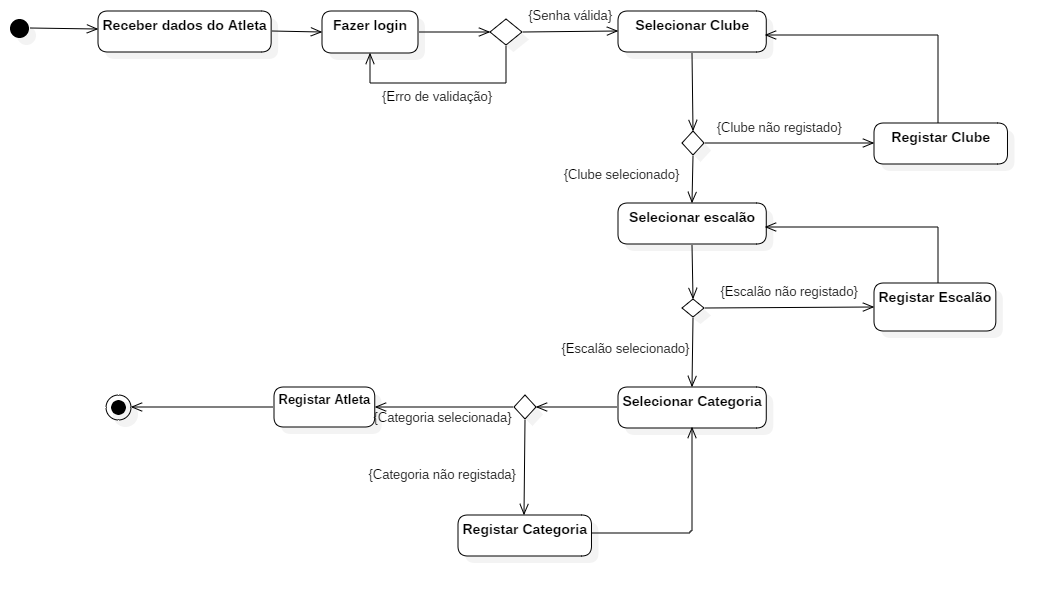 Receber dados do Atleta
Fazer login
{Senha válida}
Selecionar Clube
{Erro de validação}
{Clube não registado}
Registar Clube
{Clube selecionado}
Selecionar escalão
{Escalão não registado}
Registar Escalão
{Escalão selecionado}
Selecionar Categoria
Registar Atleta
{Categoria selecionada}
{Categoria não registada}
Registar Categoria